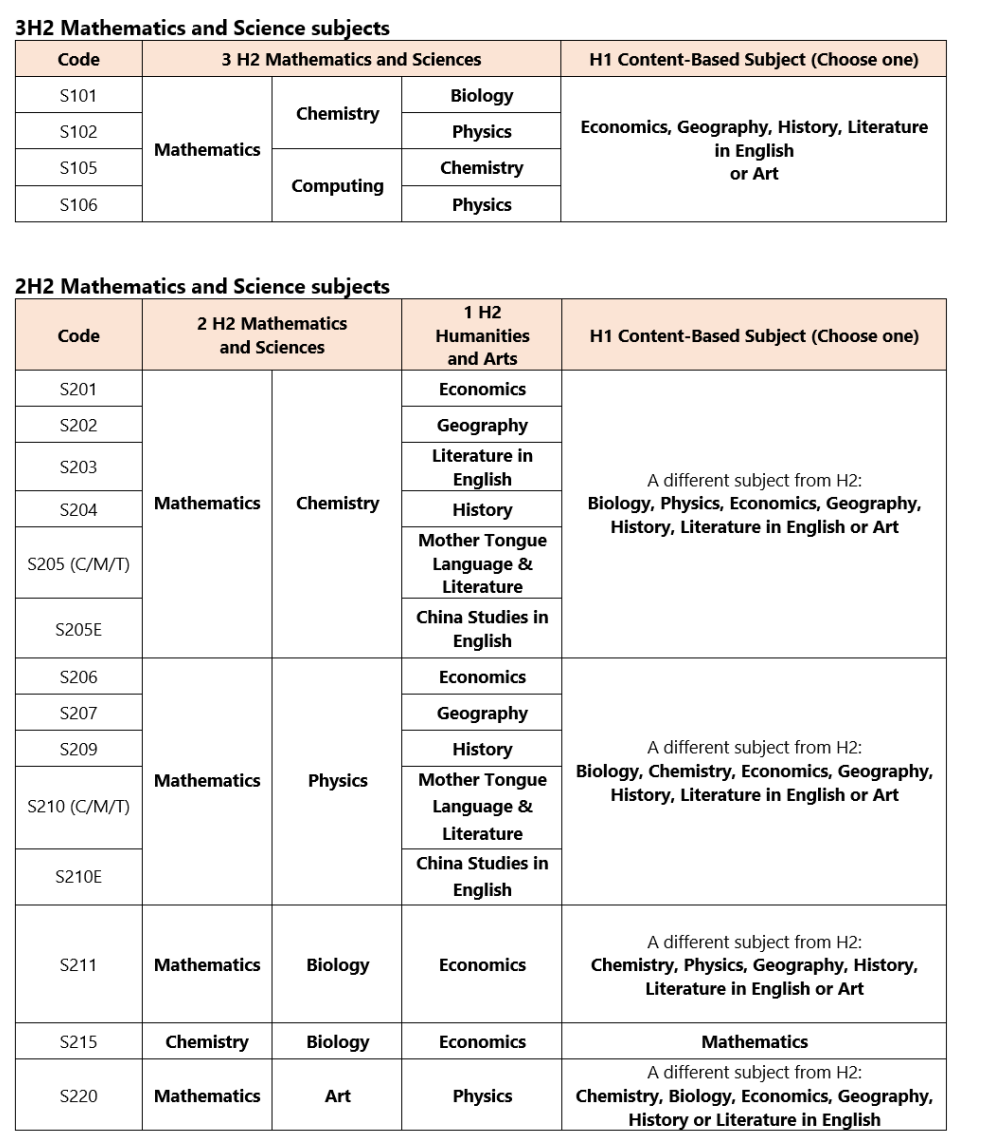 3H2 Mathematics and Science subjects
Code
3 H2 Mathematics and Sciences
H1 Content-Based Subject (Choose one)
S101
Mathematics
Chemistry
Biology
Economics, Geography, History, Literature
in English
or Art
S102
Physics
S105
Computing
Chemistry
S106
Physics
2H2 Mathematics and Science subjects
Code
2 H2 Mathematics
and Sciences
1 H2
Humanities
and Arts
H1 Content-Based Subject (Choose one)
S201
Mathematics
Chemistry
Economics
A different subject from H2:
Biology, Physics, Economics, Geography,
History, Literature in English or Art
S202
Geography
S203
Literature in
English
S204
History
S205 (C/M/T)
Mother Tongue
Language &
Literature
S205E
China Studies in
English
S206
Mathematics
Physics
Economics
A different subject from H2:
Biology, Chemistry, Economics, Geography,
History, Literature in English or Art
S207
Geography
S209
History
S210 (C/M/T)
Mother Tongue
Language &
Literature
S210E
China Studies in
English
S211
Mathematics
Biology
Economics
A different subject from H2:
Chemistry, Physics, Geography, History,
Literature in English or Art
S215
Chemistry
Biology
Economics
Mathematics
S220
Mathematics
Art
Physics
A different subject from H2:
Chemistry, Biology, Economics, Geography,
History or Literature in English